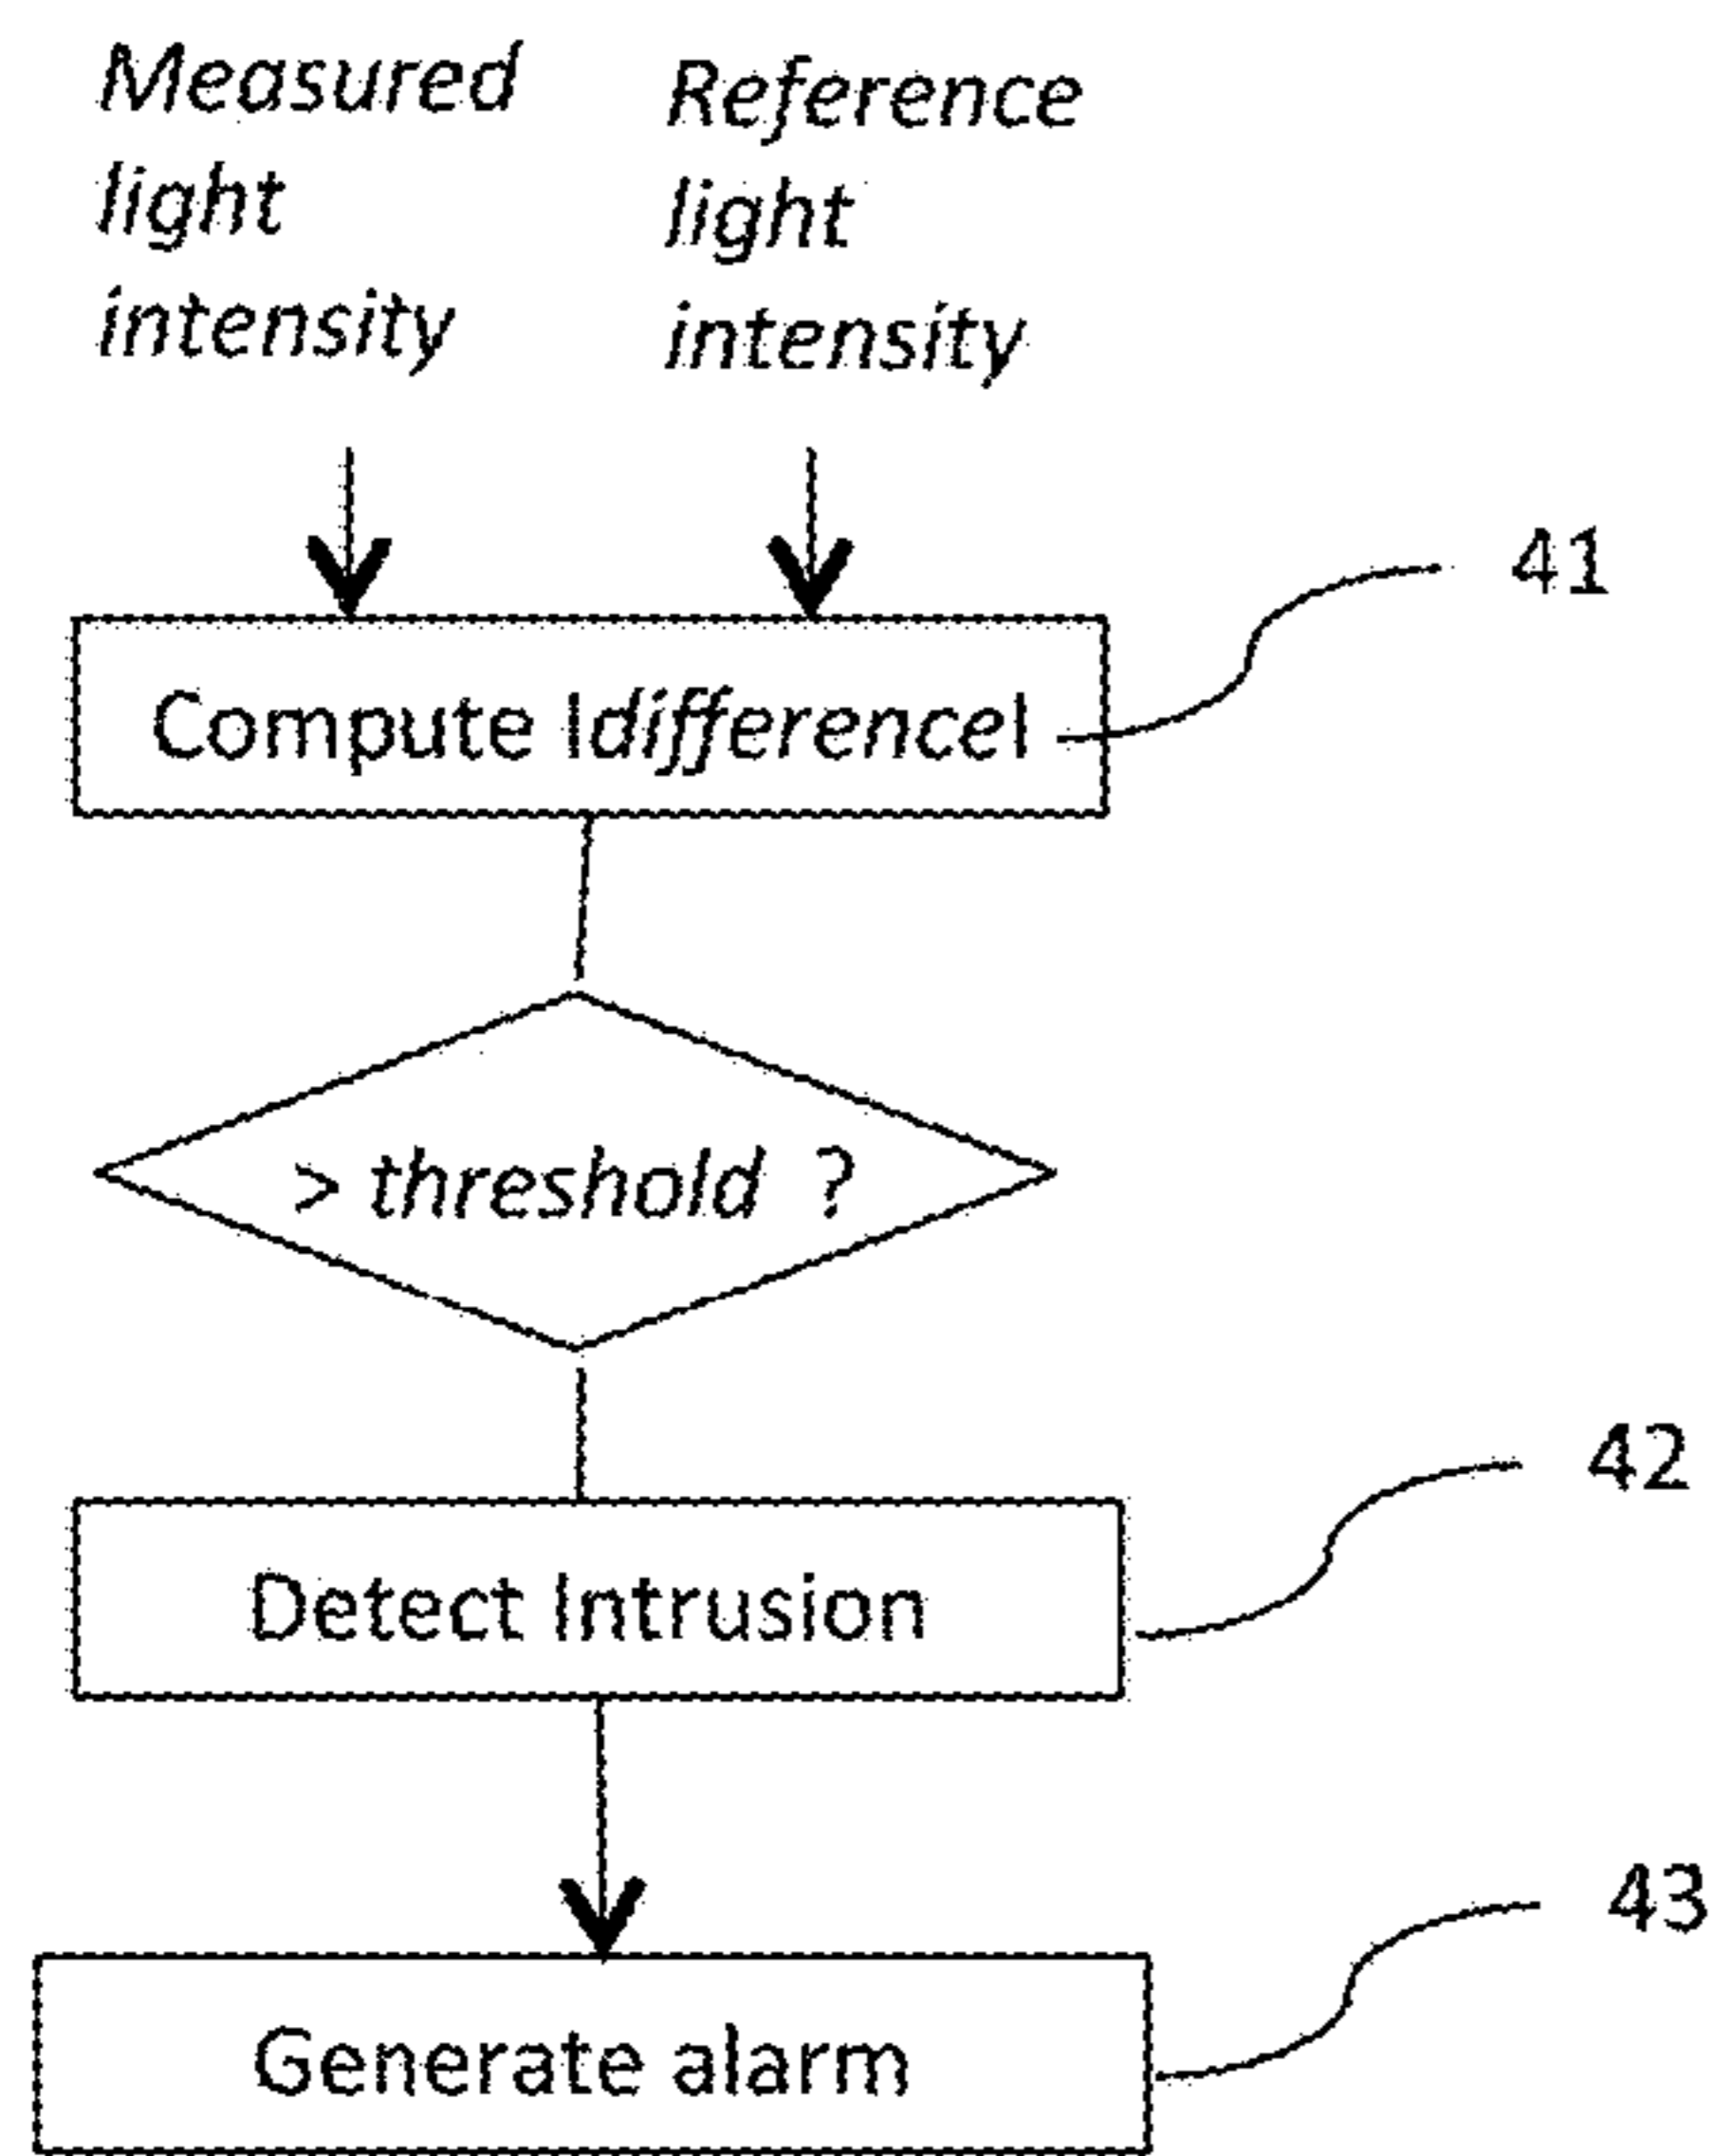 Measured
light
intensity
Reference
light
intensity
41
Compute |difference|
> threshold ?
42
Detect Intrusion
43
Generate alarm